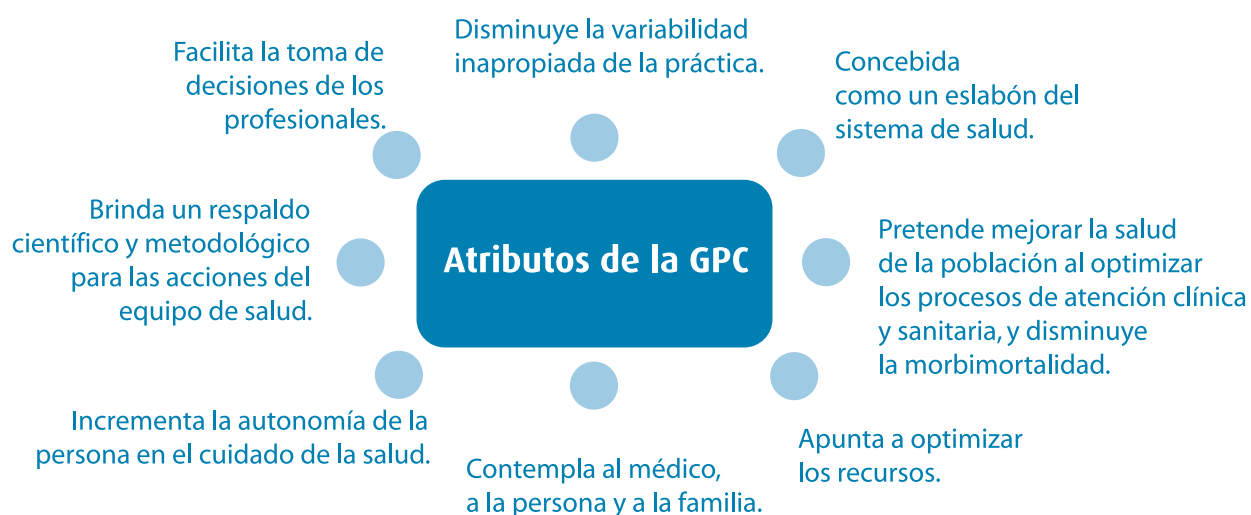 Disminuye la variabilidad
inapropiada de la práctica.
Facilita la toma de
decisiones de los
profesionales.
Concebida
como un eslabón del
sistema de salud.
Brinda un respaldo
científico y metodológico
para las acciones del
equipo de salud.
Atributos de la GPC
Pretende mejorar la salud
de la población al optimizar
los procesos de atención clínica
y sanitaria, y disminuye
la morbimortalidad.
Incrementa la autonomía de la
persona en el cuidado de la salud.
Contempla al médico,
a la persona y a la familia.
Apunta a optimizar
los recursos.